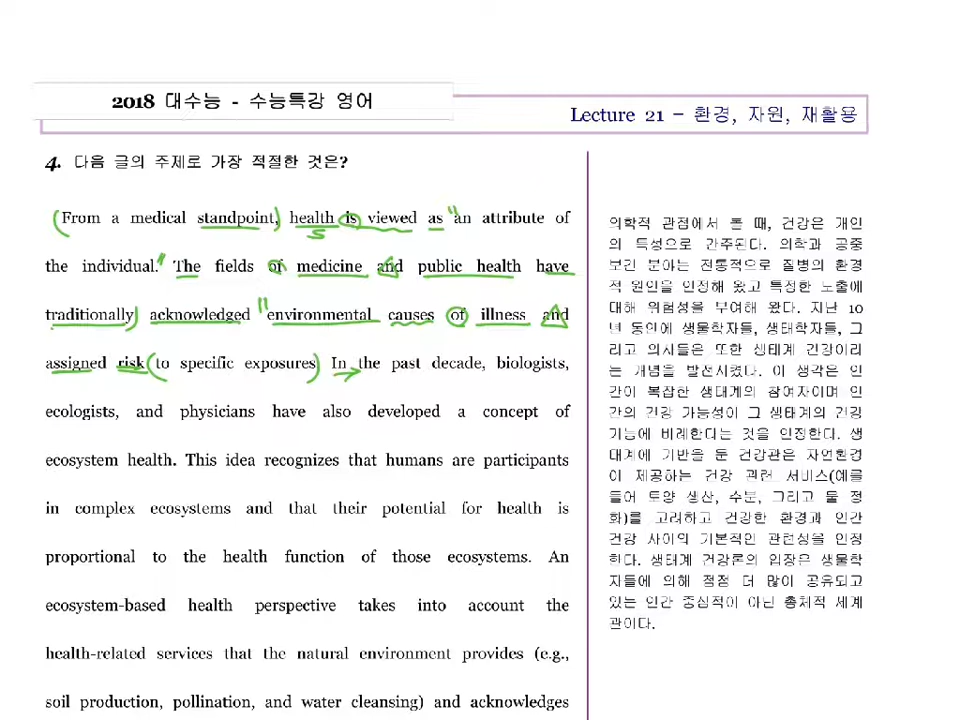 2018 대수능 - 수능특강 영어
Lecture 21 – 환경, 자원, 재활용
4. 다음 글의 주제로 가장 적절한 것은?
From a medical standpoint, health is viewed as an attribute of
the individual. The fields of medicine and public health have
traditionally acknowledged environmental causes of illness and
assigned risk to specific exposures. In the past decade, biologists,
ecologists, and physicians have also developed a concept of
ecosystem health. This idea recognizes that humans are participants
in complex ecosystems and that their potential for health is
proportional to the health function of those ecosystems. An
ecosystem-based health perspective takes into account the
health-related services that the natural environment provides (e.g.,
soil production, pollination, and water cleansing) and acknowledges
의학적 관점에서 볼 때, 건강은 개인
의 특성으로 간주된다. 의학과 공중
보건 분야는 전통적으로 질병의 환경
적 원인을 인정해 왔고 특정한 노출에
대해 위험성을 부여해 왔다. 지난 10
년 동안에 생물학자들, 생태학자들, 그
리고 의사들은 또한 생태계 건강이라
는 개념을 발전시켰다. 이 생각은 인
간이 복잡한 생태계의 참여자이며 인
간의 건강 가능성이 그 생태계의 건강
기능에 비례한다는 것을 인정한다. 생
태계에 기반을 둔 건강관은 자연환경
이 제공하는 건강 관련 서비스(예를
들어 토양 생산, 수분, 그리고 물 정
화)를 고려하고 건강한 환경과 인간
건강 사이의 기본적인 관련성을 인정
한다. 생태계 건강론의 입장은 생물학
자들에 의해 점점 더 많이 공유되고
있는 인간 중심적이 아닌 총체적 세계
관이다.